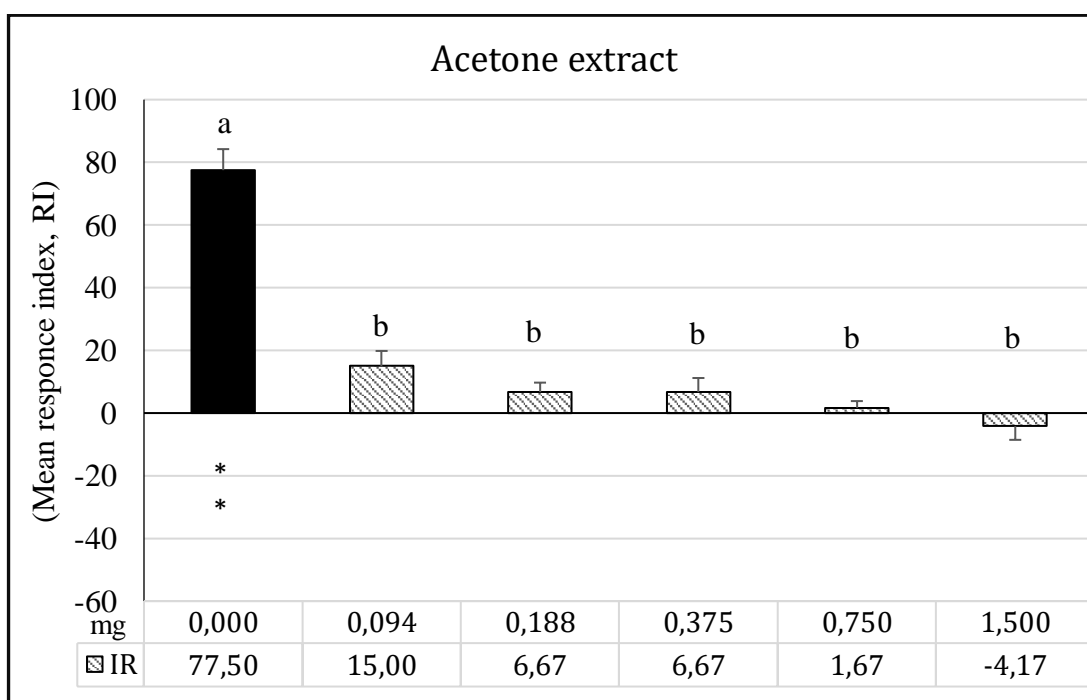 Acetone extract
(Mean responce index, RI)
100
80
60
40
20
0
-20
-40
-60
a
b
b
b
b
b
*
*
mg 0,000 0,094 0,188 0,375 0,750 1,500
IR 77,50 15,00 6,67 6,67 1,67 -4,17